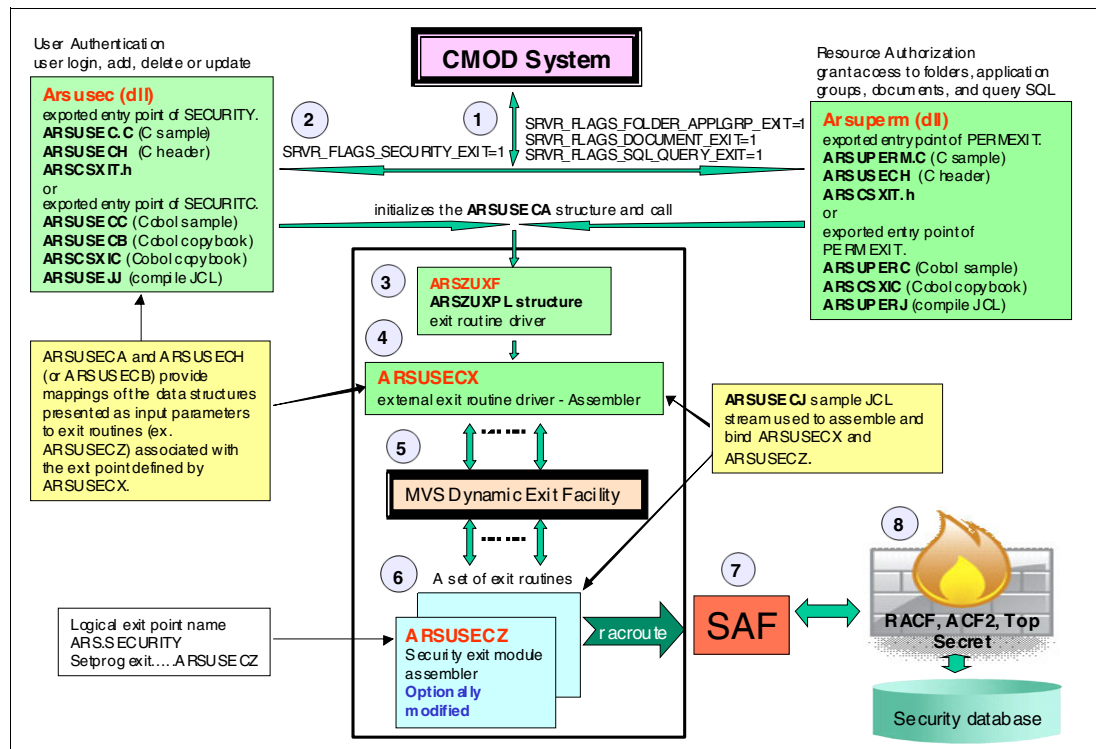 User Authentication
user login, add, delete or update
Arsusec (dll)
exported entry point of SECURITY.
ARSUSEC.C (C sample)
ARSUSECH (C header)
ARSCSXIT.h
or
exported entry point of SECURITC.
ARSUSECC (Cobol sample)
ARSUSECB (Cobol copybook)
ARSCSXIC (Cobol copybook)
ARSUSEJJ (compile JCL)
CMOD System
1
2
SRVR_FLAGS_SECURITY_EXIT=1
SRVR_FLAGS_FOLDER_APPLGRP_EXIT=1
SRVR_FLAGS_DOCUMENT_EXIT=1
SRVR_FLAGS_SQL_QUERY_EXIT=1
Resource Authorization
grant access to folders, application
groups, documents, and query SQL
Arsuperm (dll)
exported entry point of PERMEXIT.
ARSUPERM.C (C sample)
ARSUSECH (C header)
ARSCSXIT.h
or
exported entry point of
PERMEXIT.
ARSUPERC (Cobol sample)
ARSCSXIC (Cobol copybook)
ARSUPERJ (compile JCL)
initializes the ARSUSECA structure and call
3
ARSZUXF
ARSZUXPL structure
exit routine driver
4
ARSUSECX
external exit routine driver - Assembler
ARSUSECA and ARSUSECH
(or ARSUSECB) provide
mappings of the data structures
presented as input parameters
to exit routines (ex.
ARSUSECZ) associated with
the exit point defined by
ARSUSECX.
ARSUSECJ sample JCL
stream used to assemble and
bind ARSUSECX and
ARSUSECZ.
5
MVS Dynamic Exit Facility
6
A set of exit routines
ARSUSECZ
Security exit module
assembler
Optionally
modified
Logical exit point name
ARS.SECURITY
Setprog exit.....ARSUSECZ
racroute
7
SAF
8
RACF, ACF2, Top
Secret
Security database